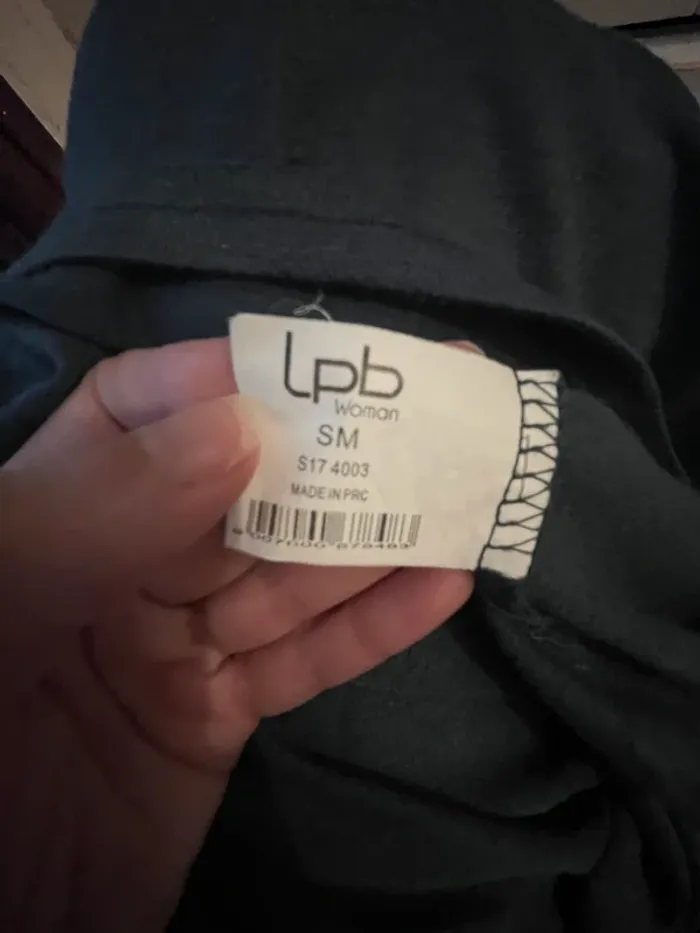 Lpb
Woman
SM
S17 4003
MADE IN PRC